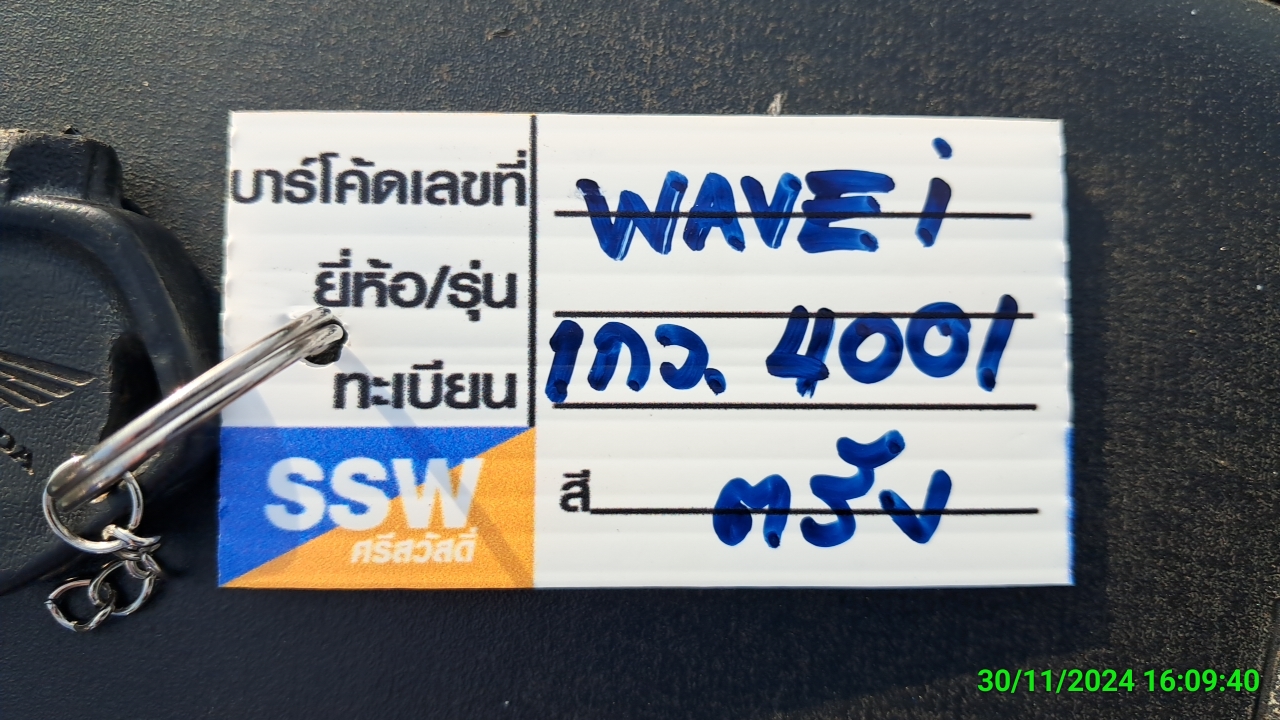 บาร์โค้ดเลขที่ WAVE i
ยี่ห้อ/รุ่น
ทะเบียน 1กว. 4001
สี ตรัง
SSW
ศรีสวัสดิ์
30/11/2024 16:09:40